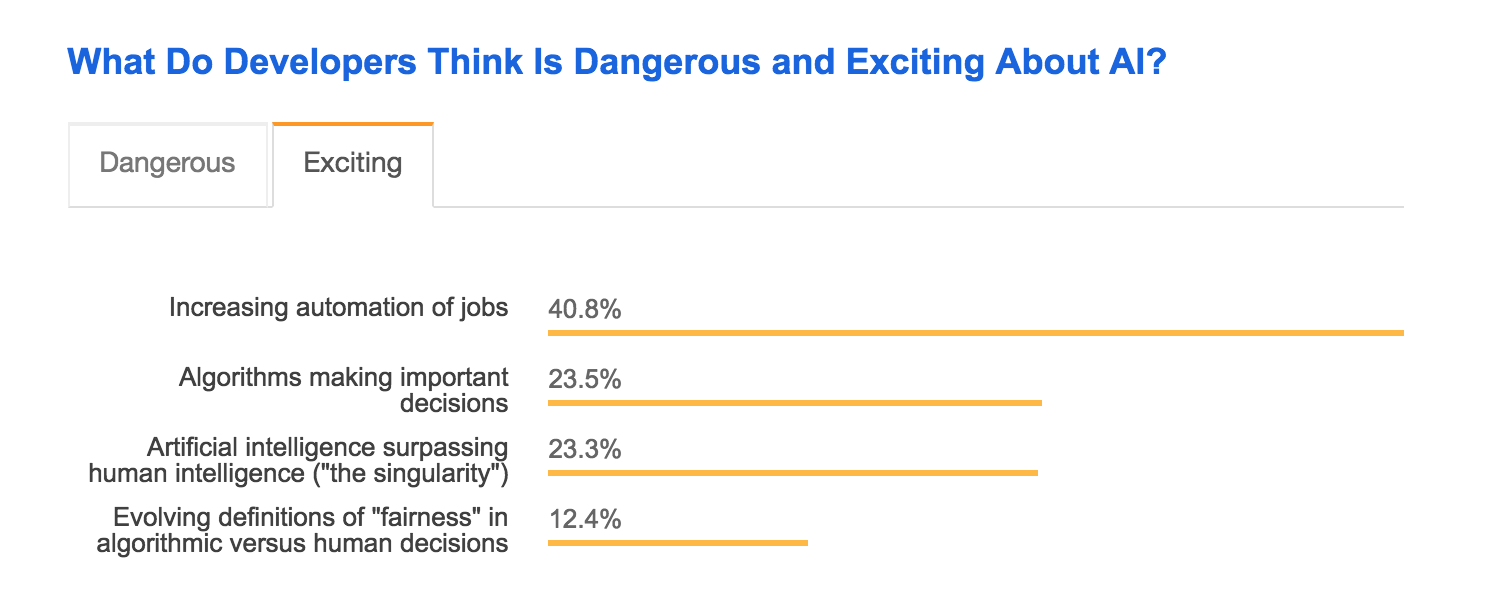 What Do Developers Think Is Dangerous and Exciting About AI?
Dangerous
Exciting
Increasing automation of jobs
40.8%
Algorithms making important
decisions
23.5%
Artificial intelligence surpassing
human intelligence ("the singularity")
23.3%
Evolving definitions of "fairness" in
algorithmic versus human decisions
12.4%